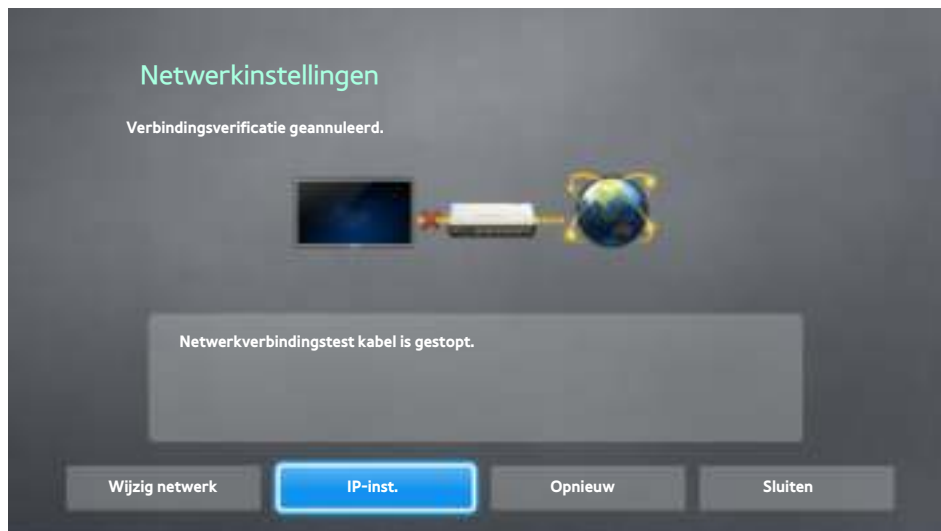 Netwerkinstellingen
Verbindingsverificatie geannuleerd.
Netwerkverbindingstest kabel is gestopt.
Wijzig netwerk
IP-inst.
Opnieuw
Sluiten